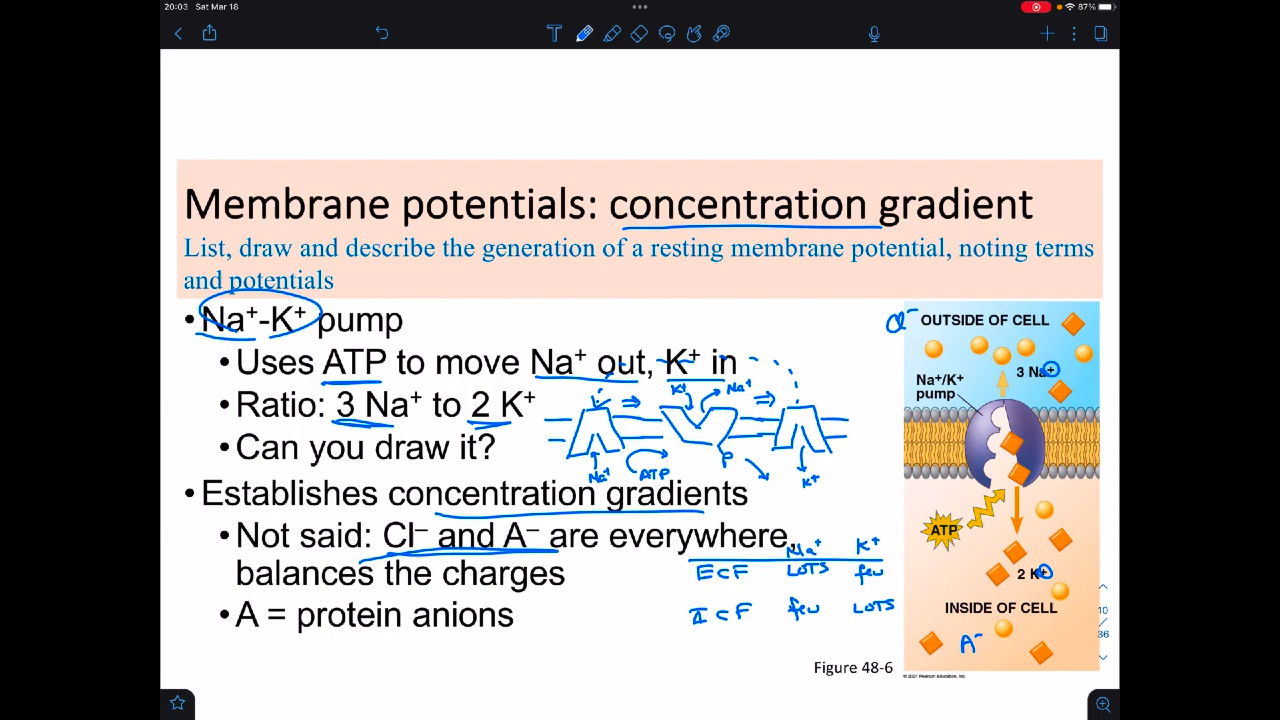 20:03 Sat Mar 18
87%
Membrane potentials: concentration gradient
List, draw and describe the generation of a resting membrane potential, noting terms
and potentials
•Na⁺-K⁺ pump
•Uses ATP to move Na⁺ out, K⁺ in
•Ratio: 3 Na⁺ to 2 K⁺
•Can you draw it?
K⁺
Na⁺
Na⁺
ATP
P
K⁺
•Establishes concentration gradients
•Not said: Cl⁻ and A⁻ are everywhere,
balances the charges
•A = protein anions
Na⁺ K⁺
ECF LOTS few
ICF few LOTS
Cl⁻
OUTSIDE OF CELL
3 Na⁺
Na⁺/K⁺
pump
ATP
2 K⁺
INSIDE OF CELL
A⁻
Figure 48-6
© 2021 Pearson Education, Inc.
10
36